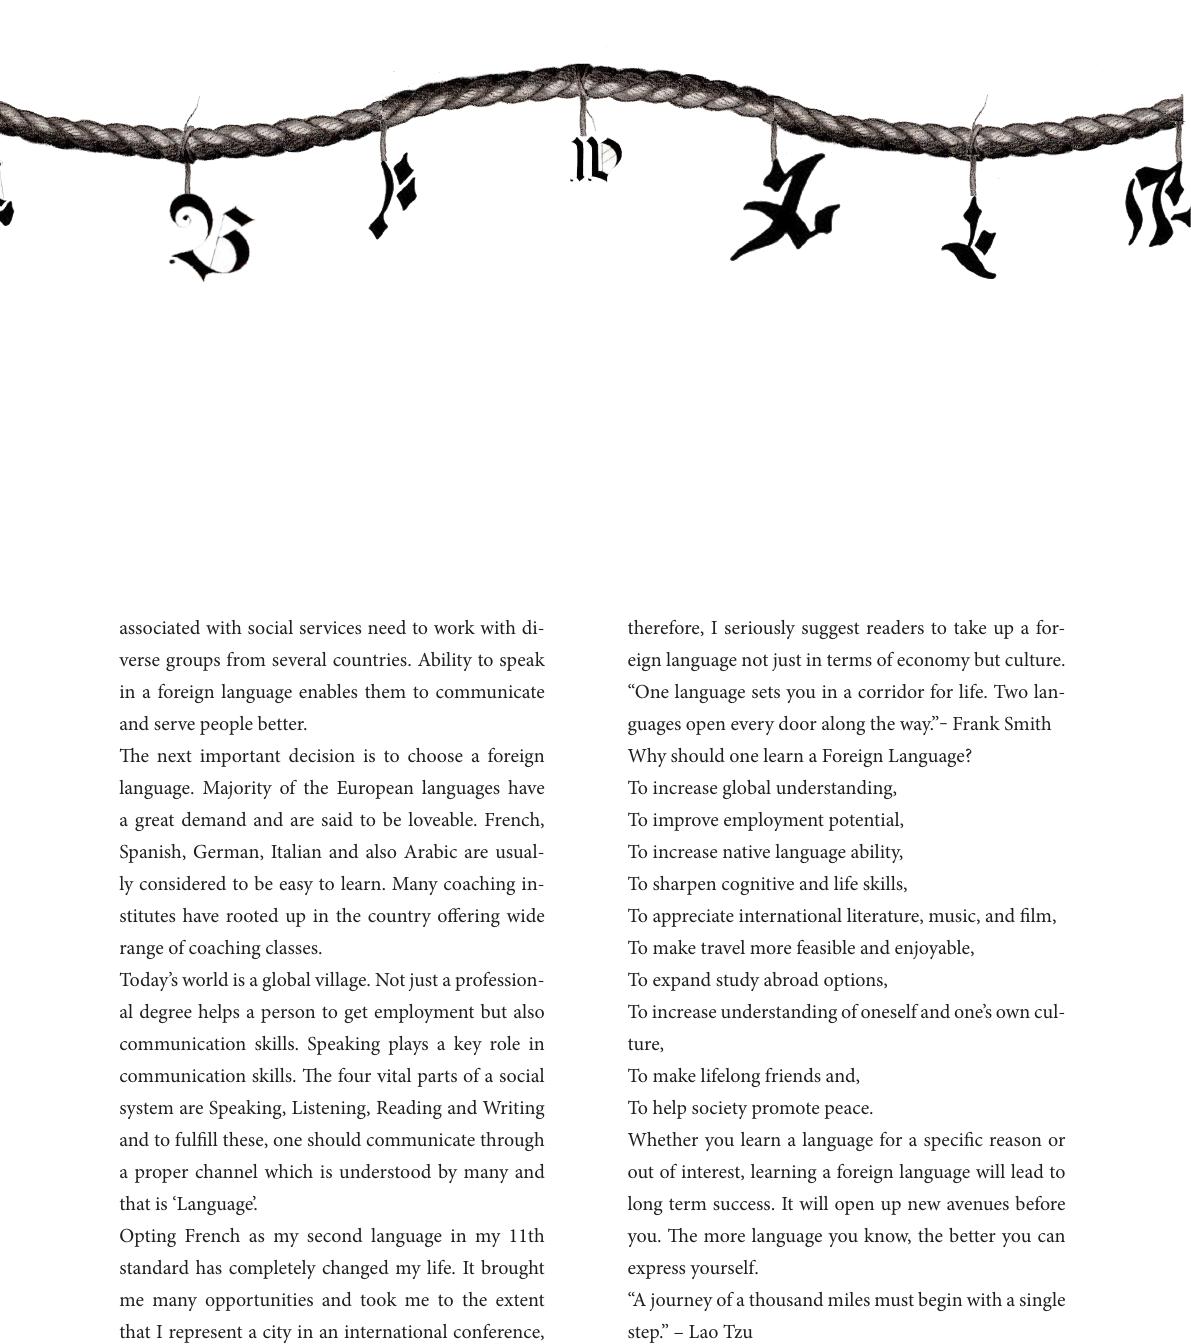 associated with social services need to work with di-
verse groups from several countries. Ability to speak
in a foreign language enables them to communicate
and serve people better.
The next important decision is to choose a foreign
language. Majority of the European languages have
a great demand and are said to be loveable. French,
Spanish, German, Italian and also Arabic are usual-
ly considered to be easy to learn. Many coaching in-
stitutes have rooted up in the country offering wide
range of coaching classes.
Today’s world is a global village. Not just a profession-
al degree helps a person to get employment but also
communication skills. Speaking plays a key role in
communication skills. The four vital parts of a social
system are Speaking, Listening, Reading and Writing
and to fulfill these, one should communicate through
a proper channel which is understood by many and
that is ‘Language’.
Opting French as my second language in my 11th
standard has completely changed my life. It brought
me many opportunities and took me to the extent
that I represent a city in an international conference,
therefore, I seriously suggest readers to take up a for-
eign language not just in terms of economy but culture.
“One language sets you in a corridor for life. Two lan-
guages open every door along the way.”– Frank Smith
Why should one learn a Foreign Language?
To increase global understanding,
To improve employment potential,
To increase native language ability,
To sharpen cognitive and life skills,
To appreciate international literature, music, and film,
To make travel more feasible and enjoyable,
To expand study abroad options,
To increase understanding of oneself and one’s own cul-
ture,
To make lifelong friends and,
To help society promote peace.
Whether you learn a language for a specific reason or
out of interest, learning a foreign language will lead to
long term success. It will open up new avenues before
you. The more language you know, the better you can
express yourself.
“A journey of a thousand miles must begin with a single
step.” – Lao Tzu